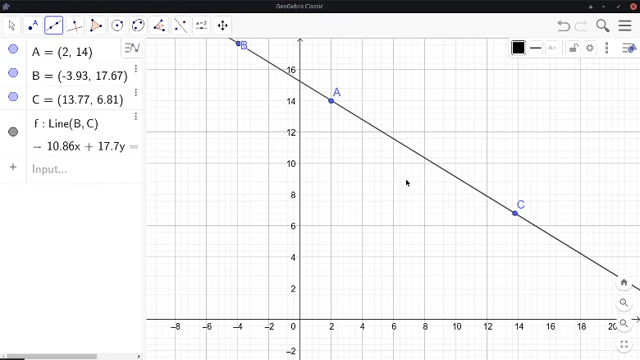 GeoGebra Classic
A = (2, 14)
B = (-3.93, 17.67)
C = (13.77, 6.81)
f : Line(B, C)
→ 10.86x + 17.7y =
Input...
B
A
C
16
14
12
10
8
6
4
2
0
−2
−8 −6 −4 −2 0 2 4 6 8 10 12 14 16 18 20